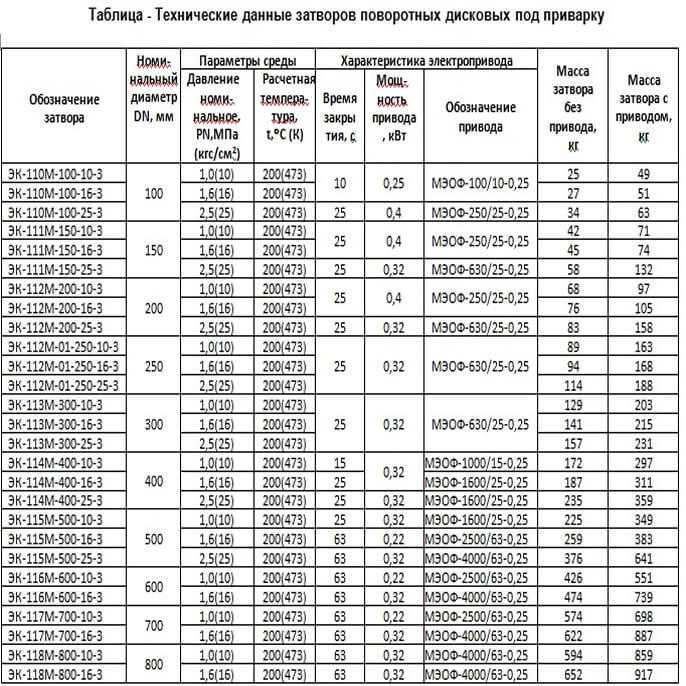 Таблица - Технические данные затворов поворотных дисковых под приварку
Обозначение затвора | Номи-нальный диаметр DN, мм | Параметры среды | Характеристика электропривода | Масса затвора без привода, кг | Масса затвора с приводом, кг
Давление номи-нальное, PN,МПа (кгс/см²) | Расчетная темпера-тура, t,°С (К) | Время закры тия, с | Мощ-ность привода , кВт | Обозначение привода
ЭК-110М-100-10-3 | 100 | 1,0(10) | 200(473) | 10 | 0,25 | МЭОФ-100/10-0,25 | 25 | 49
ЭК-110М-100-16-3 | 1,6(16) | 200(473) | 27 | 51
ЭК-110М-100-25-3 | 2,5(25) | 200(473) | 25 | 0,4 | МЭОФ-250/25-0,25 | 34 | 63
ЭК-111М-150-10-3 | 150 | 1,0(10) | 200(473) | 25 | 0,4 | МЭОФ-250/25-0,25 | 42 | 71
ЭК-111М-150-16-3 | 1,6(16) | 200(473) | 45 | 74
ЭК-111М-150-25-3 | 2,5(25) | 200(473) | 25 | 0,32 | МЭОФ-630/25-0,25 | 58 | 132
ЭК-112М-200-10-3 | 200 | 1,0(10) | 200(473) | 25 | 0,4 | МЭОФ-250/25-0,25 | 68 | 97
ЭК-112М-200-16-3 | 1,6(16) | 200(473) | 76 | 105
ЭК-112М-200-25-3 | 2,5(25) | 200(473) | 25 | 0,32 | МЭОФ-630/25-0,25 | 83 | 158
ЭК-112М-01-250-10-3 | 250 | 1,0(10) | 200(473) | 25 | 0,32 | МЭОФ-630/25-0,25 | 89 | 163
ЭК-112М-01-250-16-3 | 1,6(16) | 200(473) | 94 | 168
ЭК-112М-01-250-25-3 | 2,5(25) | 200(473) | 114 | 188
ЭК-113М-300-10-3 | 300 | 1,0(10) | 200(473) | 25 | 0,32 | МЭОФ-630/25-0,25 | 129 | 203
ЭК-113М-300-16-3 | 1,6(16) | 200(473) | 141 | 215
ЭК-113М-300-25-3 | 2,5(25) | 200(473) | 157 | 231
ЭК-114М-400-10-3 | 400 | 1,0(10) | 200(473) | 15 | 0,32 | МЭОФ-1000/15-0,25 | 172 | 297
ЭК-114М-400-16-3 | 1,6(16) | 200(473) | 25 | МЭОФ-1600/25-0,25 | 187 | 311
ЭК-114М-400-25-3 | 2,5(25) | 200(473) | 25 | 0,32 | МЭОФ-1600/25-0,25 | 235 | 359
ЭК-115М-500-10-3 | 500 | 1,0(10) | 200(473) | 25 | 0,32 | МЭОФ-1600/25-0,25 | 225 | 349
ЭК-115М-500-16-3 | 1,6(16) | 200(473) | 63 | 0,22 | МЭОФ-2500/63-0,25 | 259 | 383
ЭК-115М-500-25-3 | 2,5(25) | 200(473) | 63 | 0,32 | МЭОФ-4000/63-0,25 | 376 | 641
ЭК-116М-600-10-3 | 600 | 1,0(10) | 200(473) | 63 | 0,22 | МЭОФ-2500/63-0,25 | 426 | 551
ЭК-116М-600-16-3 | 1,6(16) | 200(473) | 63 | 0,32 | МЭОФ-4000/63-0,25 | 474 | 739
ЭК-117М-700-10-3 | 700 | 1,0(10) | 200(473) | 63 | 0,22 | МЭОФ-2500/63-0,25 | 574 | 698
ЭК-117М-700-16-3 | 1,6(16) | 200(473) | 63 | 0,32 | МЭОФ-4000/63-0,25 | 622 | 887
ЭК-118М-800-10-3 | 800 | 1,0(10) | 200(473) | 63 | 0,32 | МЭОФ-4000/63-0,25 | 594 | 859
ЭК-118М-800-16-3 | 1,6(16) | 200(473) | 63 | 0,32 | МЭОФ-4000/63-0,25 | 652 | 917